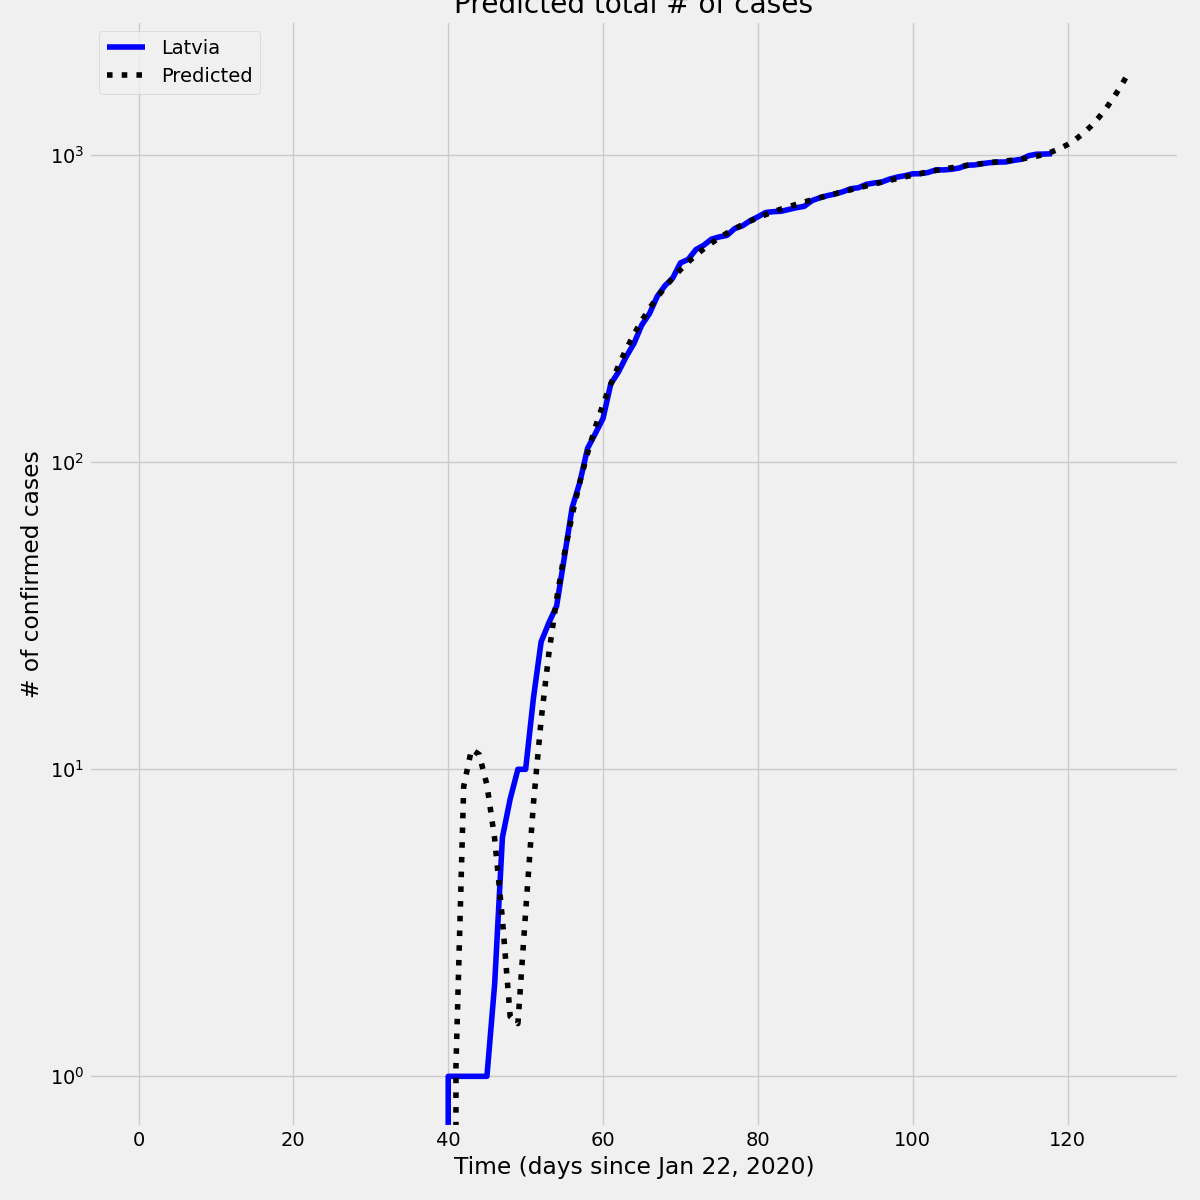 Predicted total # of cases
Latvia
Predicted
10³
10²
10¹
10⁰
# of confirmed cases
0 20 40 60 80 100 120
Time (days since Jan 22, 2020)